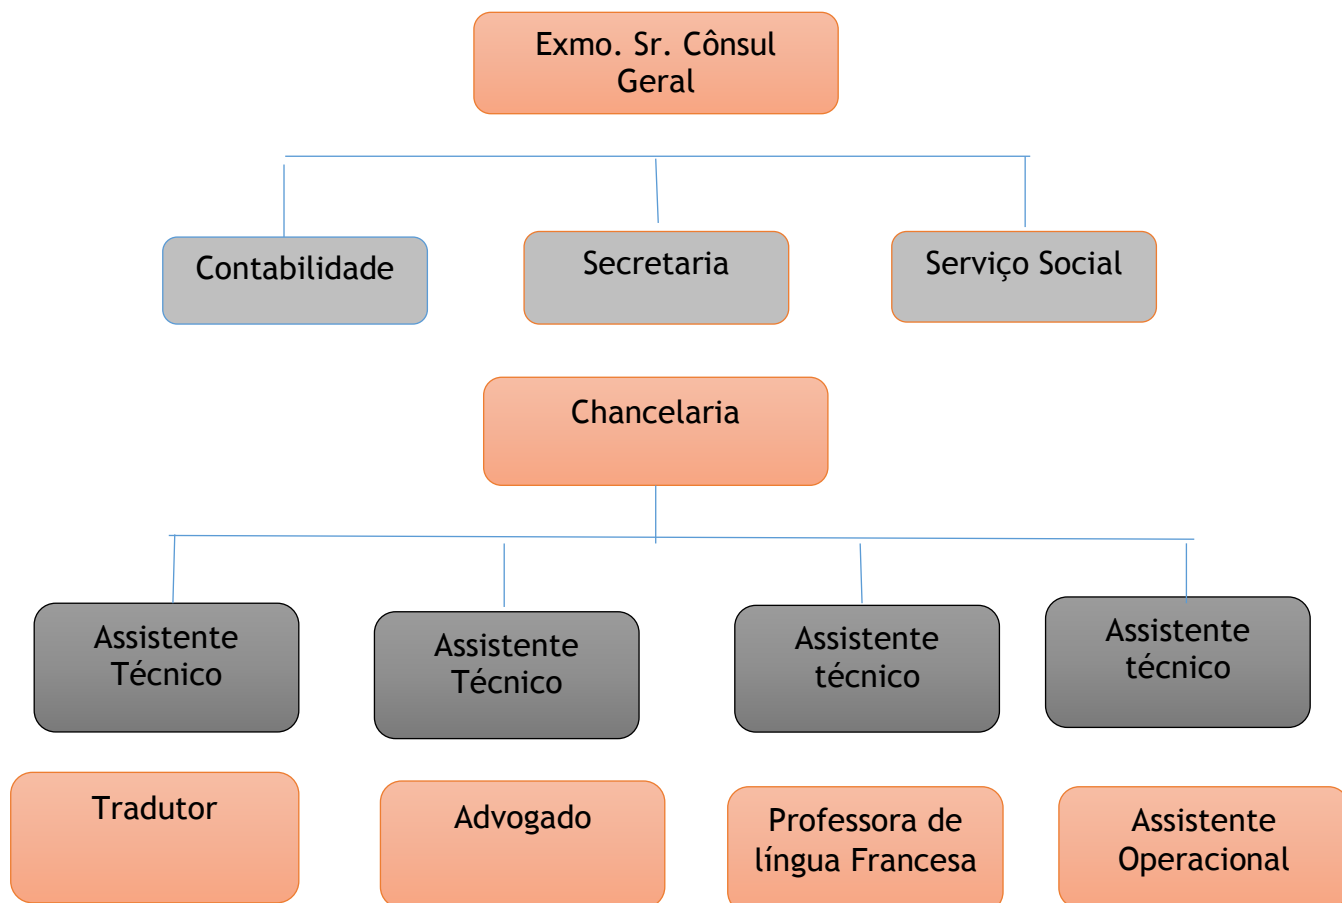 Exmo. Sr. Cônsul
Geral
Contabilidade
Secretaria
Serviço Social
Chancelaria
Assistente
Técnico
Assistente
Técnico
Assistente
técnico
Assistente
técnico
Tradutor
Advogado
Professora de
língua Francesa
Assistente
Operacional